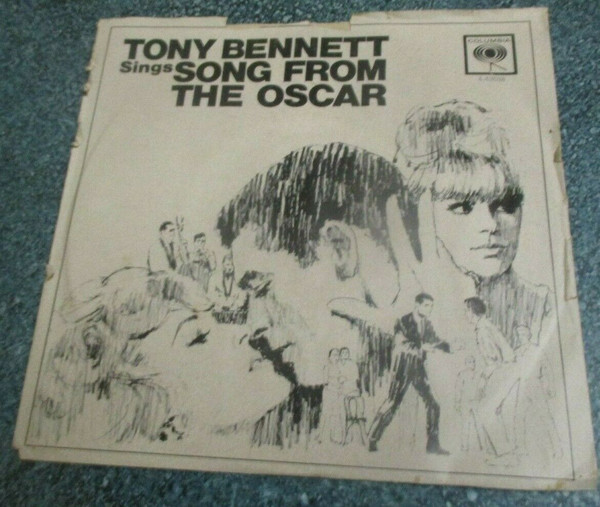 TONY BENNETT
Sings SONG FROM
THE OSCAR
COLUMBIA